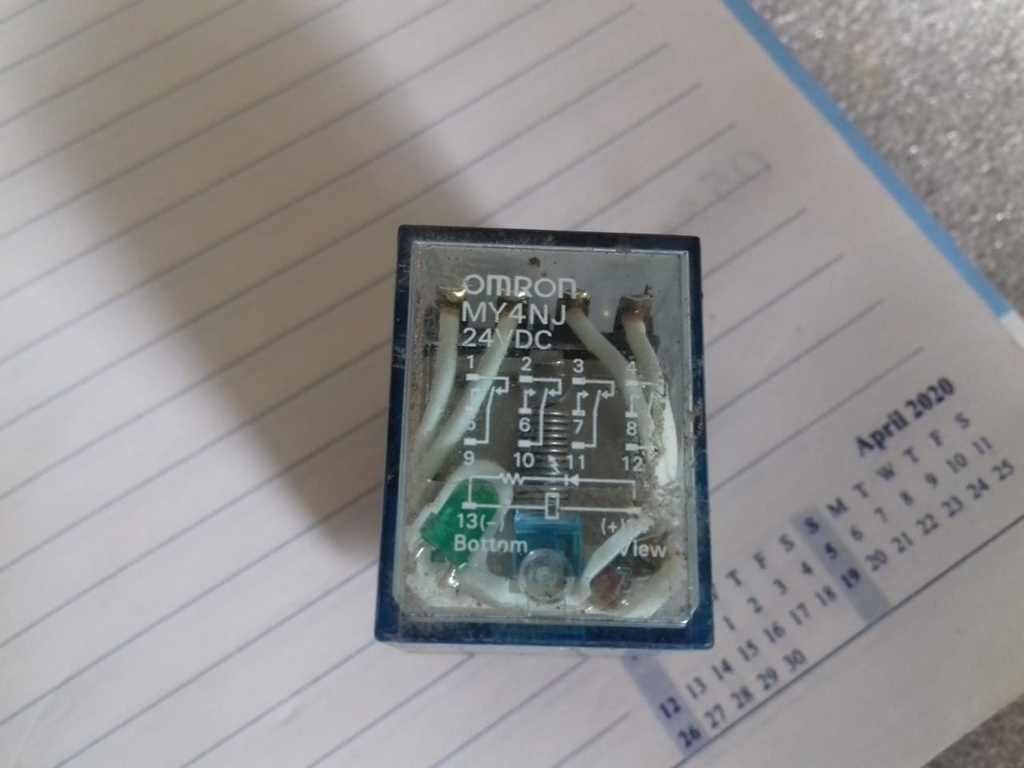 OMRON
MY4NJ
24VDC
1 2 3 4
5 6 7 8
9 10 11 12
13(-) (+)
Bottom View
April 2020
S M T W T F S
T F S
1 2 3 4 5 6 7 8 9 10 11
12 13 14 15 16 17 18 19 20 21 22 23 24 25
26 27 28 29 30